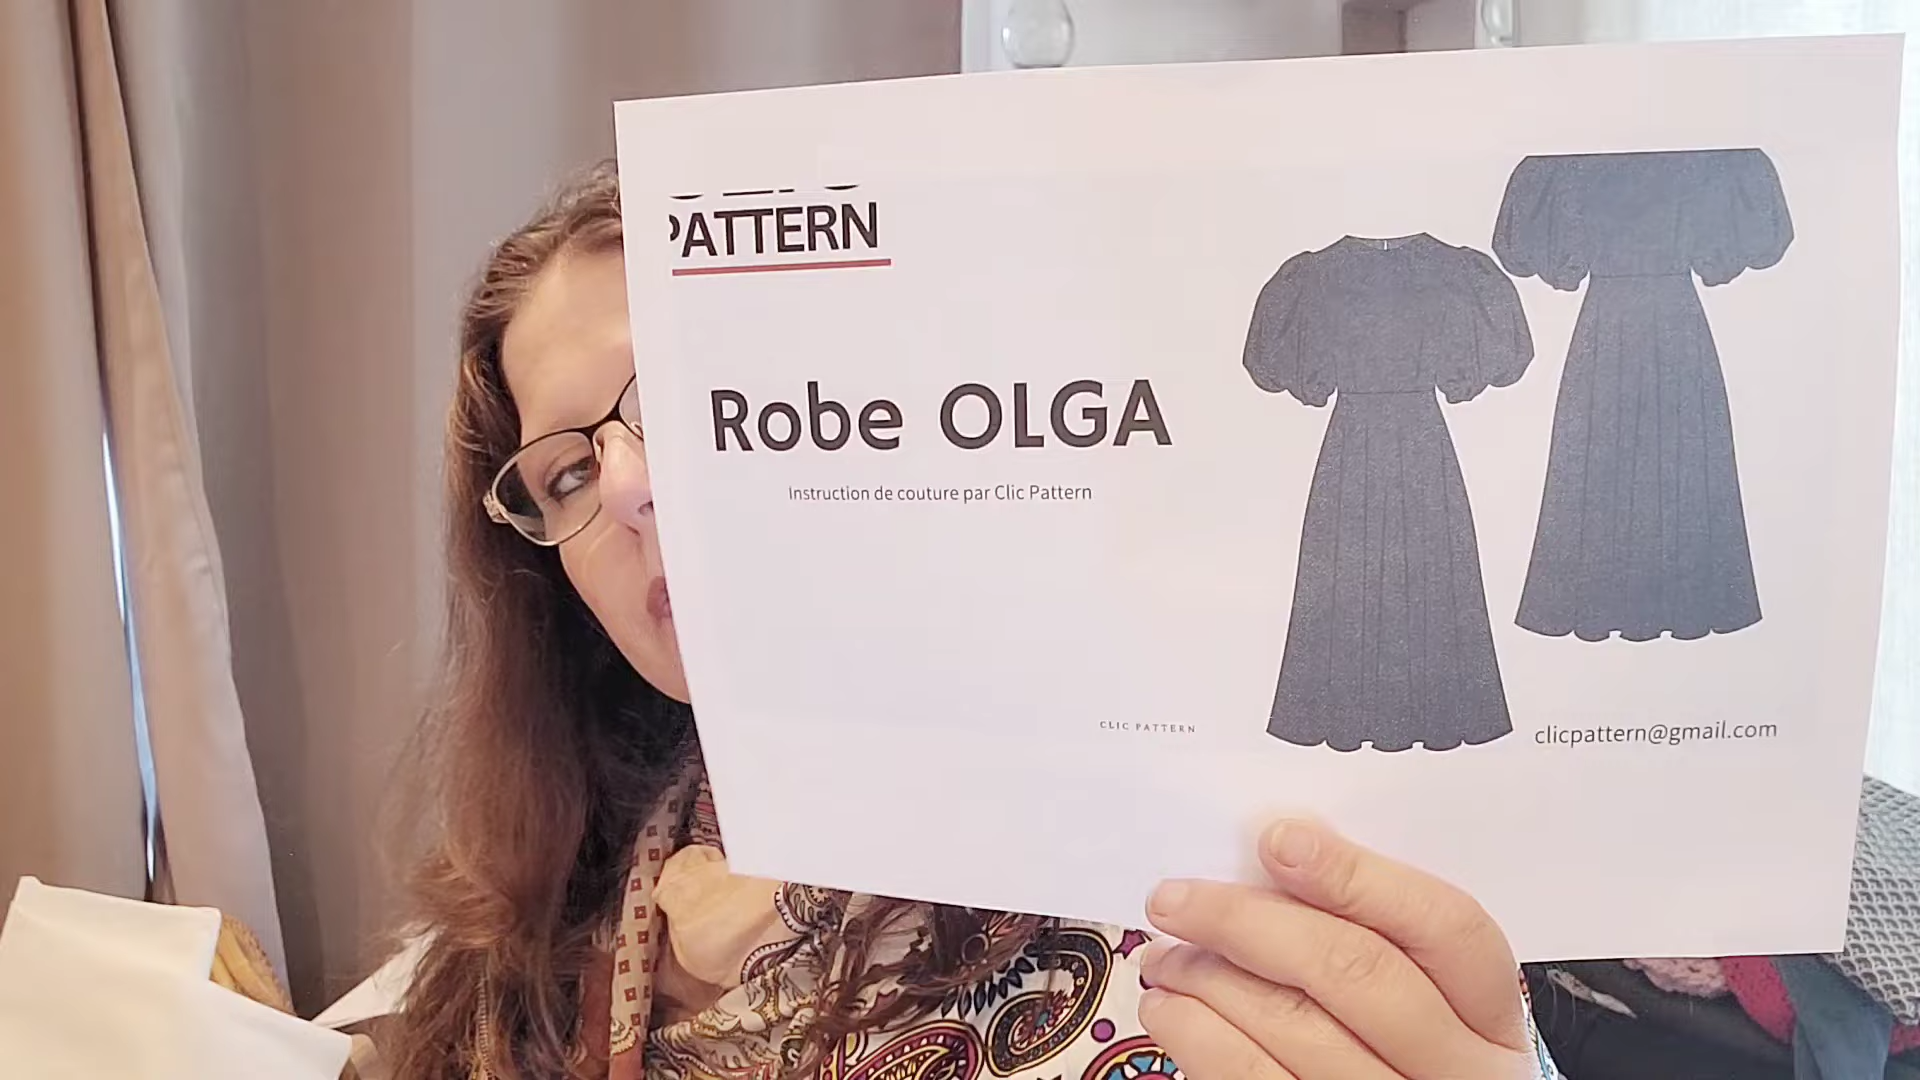 PATTERN
Robe OLGA
Instruction de couture par Clic Pattern
CLIC PATTERN
clicpattern@gmail.com